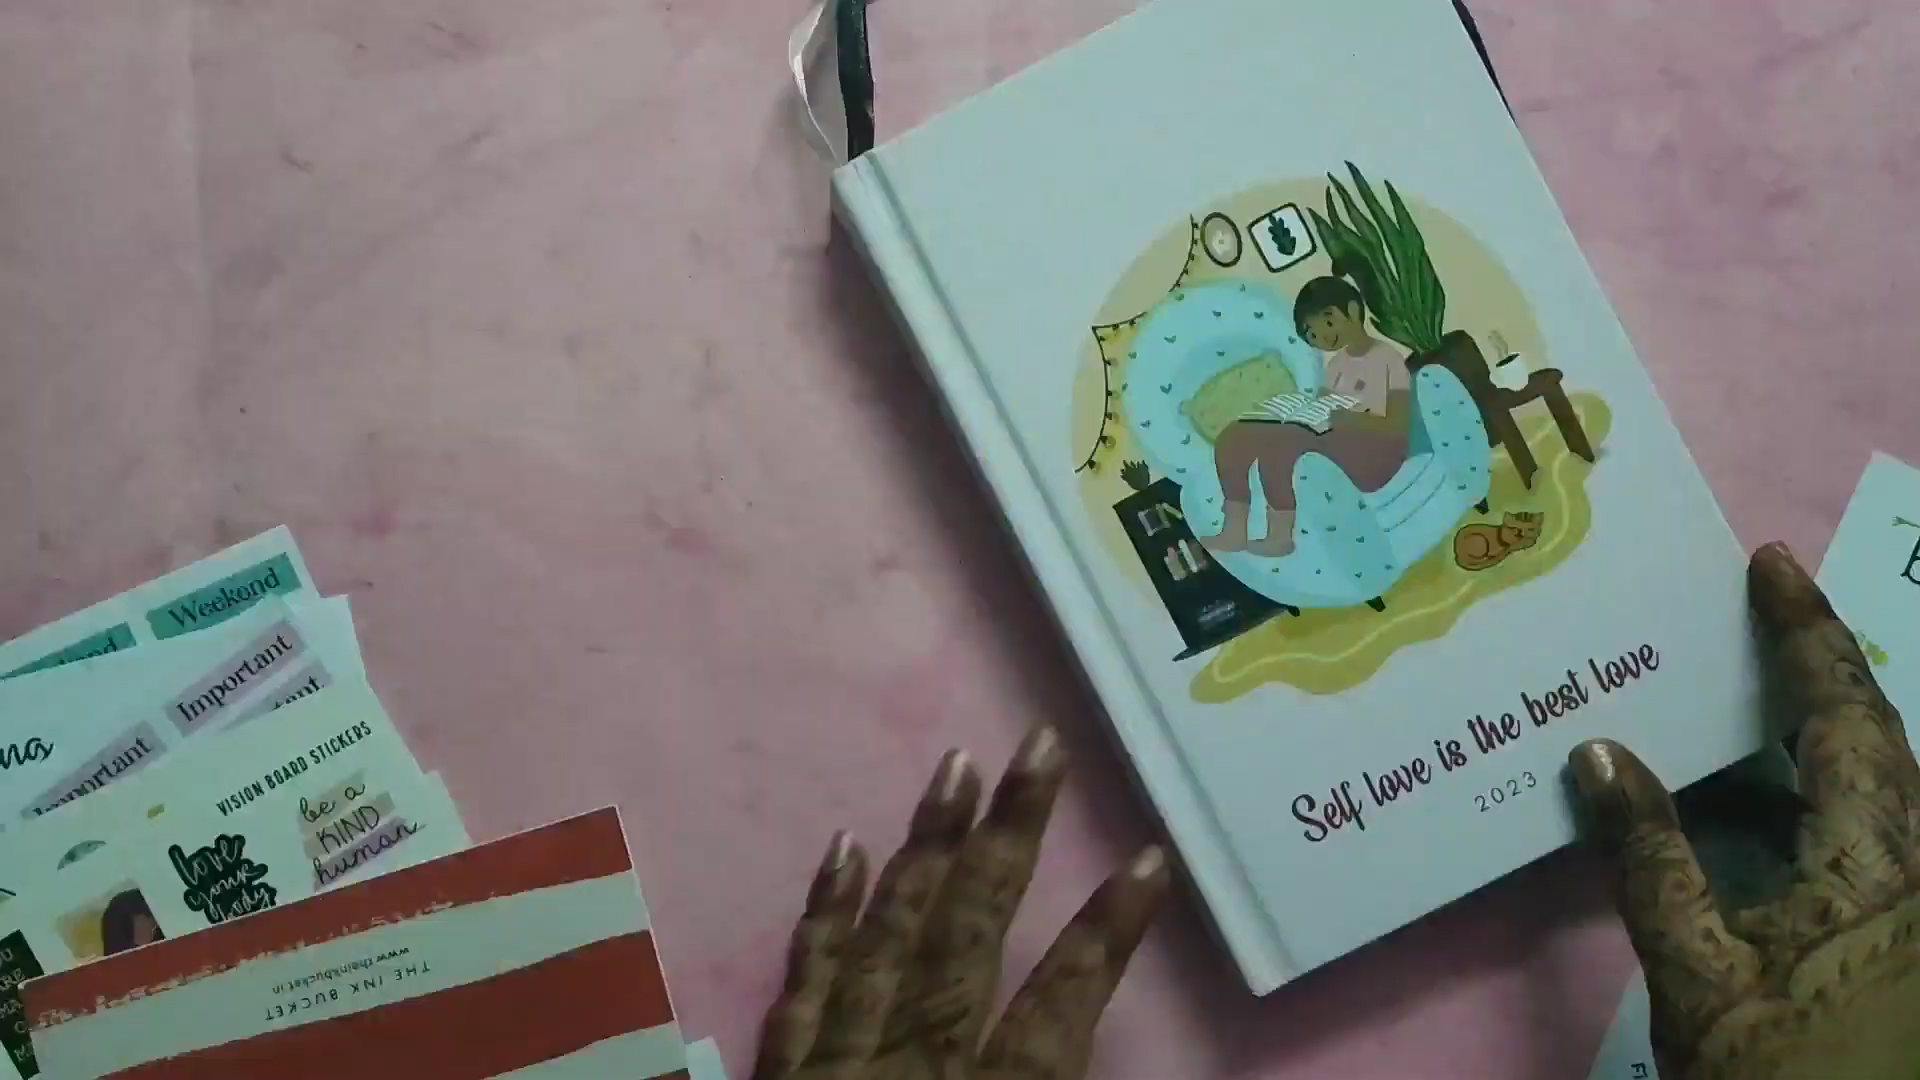 Self love is the best love
2023
Weekend
Important
Important
VISION BOARD STICKERS
be a
KIND
human
love
your
body
THE INK BUCKET
www.theinkbucket.in